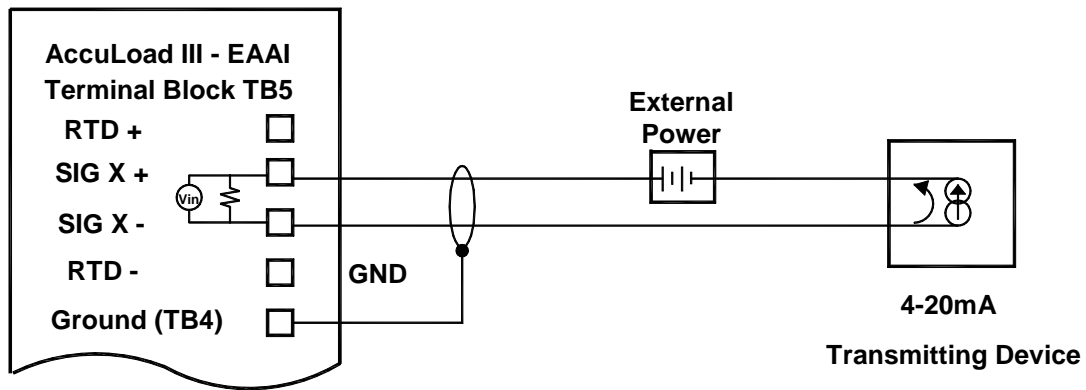 AccuLoad III - EAAI
Terminal Block TB5
RTD +
SIG X +
Vin
SIG X -
RTD -
Ground (TB4)
GND
External
Power
4-20mA
Transmitting Device